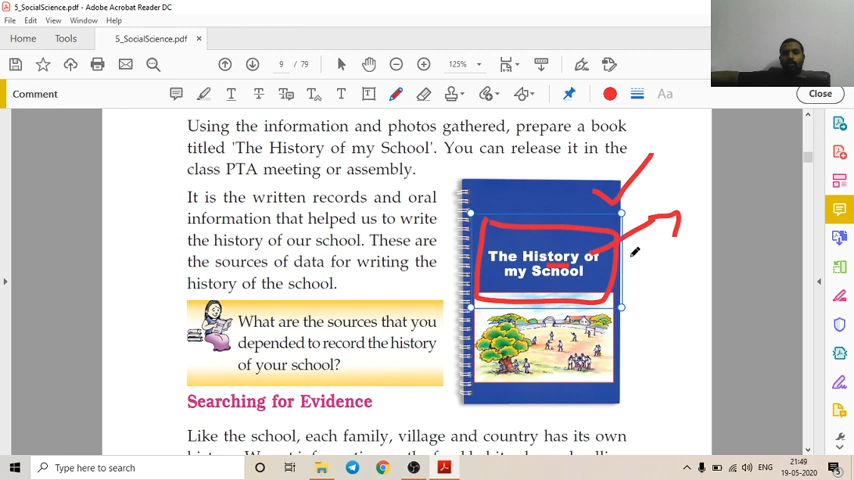 5_SocialScience.pdf - Adobe Acrobat Reader DC
File Edit View Window Help
Home Tools 5_SocialScience.pdf ×
9 / 79 125%
Comment Aa Close
Using the information and photos gathered, prepare a book
titled 'The History of my School'. You can release it in the
class PTA meeting or assembly.
It is the written records and oral
information that helped us to write
the history of our school. These are
the sources of data for writing the
history of the school.
The History of
my School
What are the sources that you
depended to record the history
of your school?
Searching for Evidence
Like the school, each family, village and country has its own
Type here to search
ENG
21:49
19-05-2020